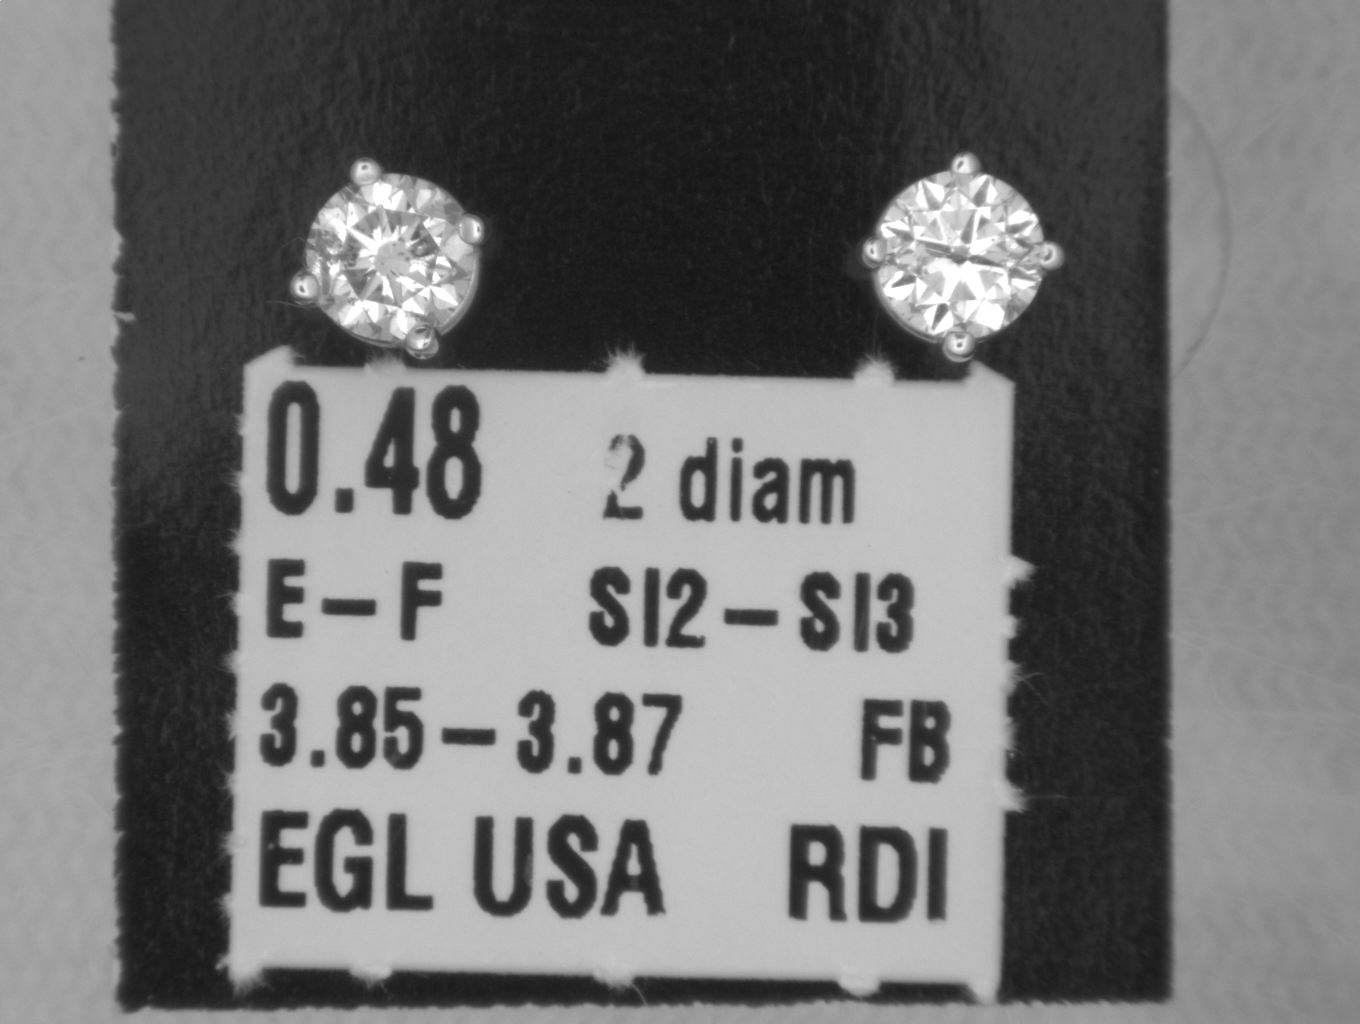 0.48 2 diam
E-F SI2-SI3
3.85-3.87 FB
EGL USA RDI